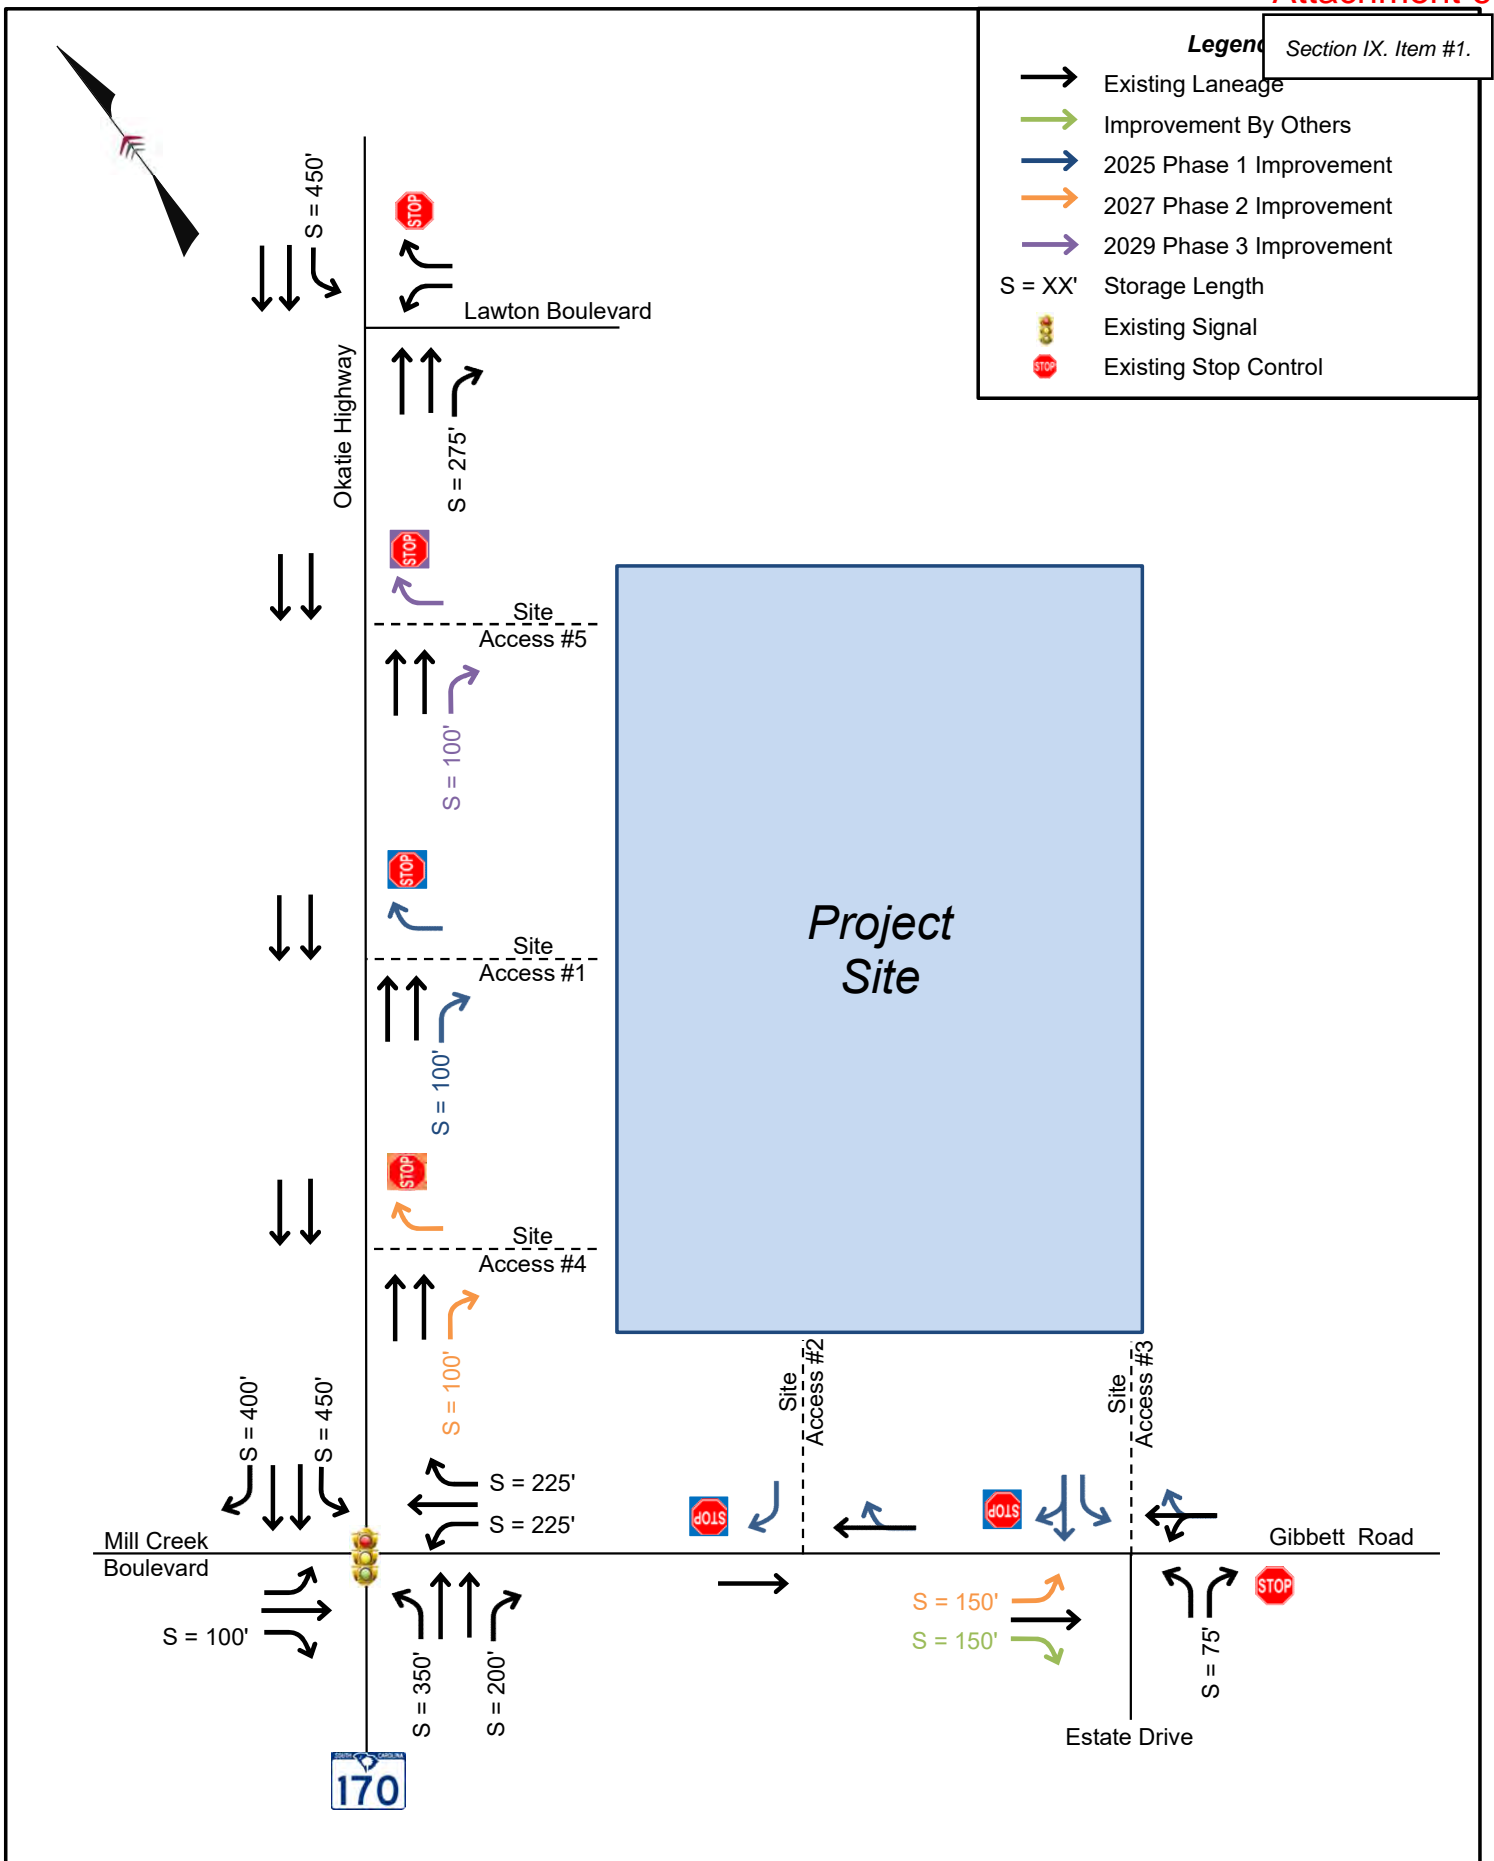 Section IX. Item #1.
Existing Laneage
Improvement By Others
2025 Phase 1 Improvement
2027 Phase 2 Improvement
2029 Phase 3 Improvement
S = XX' Storage Length
Existing Signal
STOP Existing Stop Control
S = 450'
STOP
Lawton Boulevard
Okatie Highway
S = 275'
STOP
Site
Access #5
S = 100'
STOP
Site
Access #1
S = 100'
Project
Site
STOP
Site
Access #4
S = 100'
Site
Access #2
Site
Access #3
S = 400'
S = 450'
S = 225'
S = 225'
STOP
STOP
Mill Creek
Boulevard
Gibbett Road
S = 100'
S = 350'
S = 200'
S = 150'
S = 150'
STOP
S = 75'
Estate Drive
SOUTH CAROLINA
170